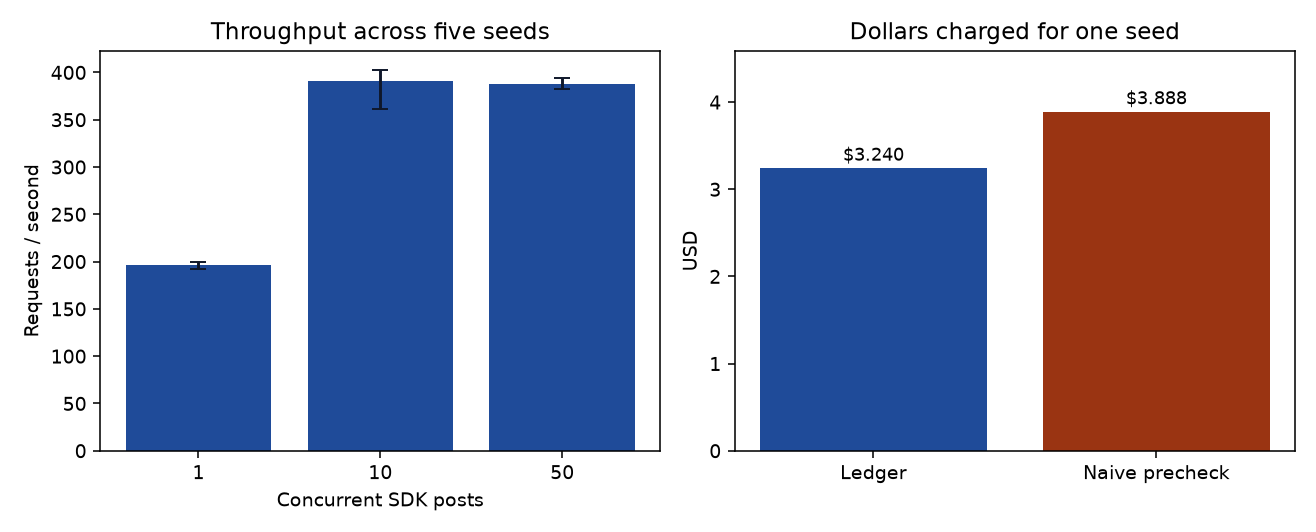 Throughput across five seeds
Requests / second
400
350
300
250
200
150
100
50
0
1 10 50
Concurrent SDK posts
Dollars charged for one seed
USD
4
3
2
1
0
$3.240
$3.888
Ledger Naive precheck